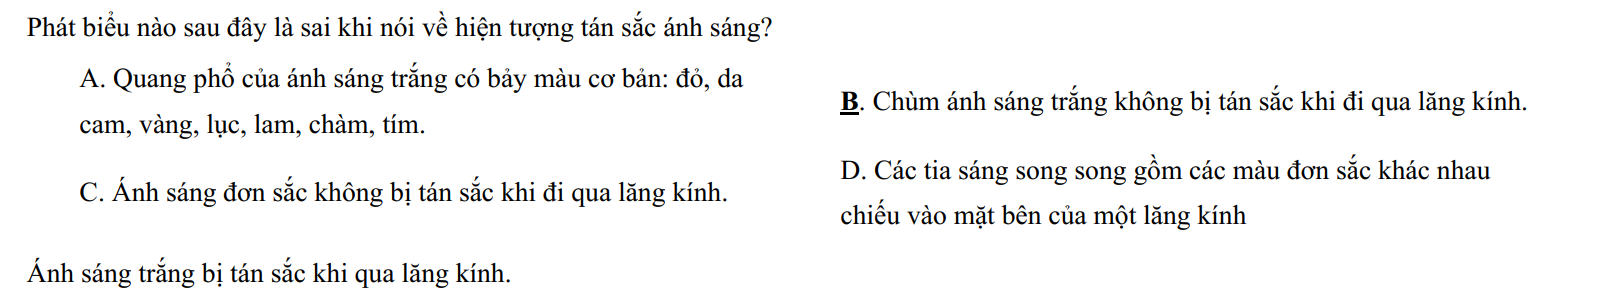 Phát biểu nào sau đây là sai khi nói về hiện tượng tán sắc ánh sáng?
A. Quang phổ của ánh sáng trắng có bảy màu cơ bản: đỏ, da
cam, vàng, lục, lam, chàm, tím.
B. Chùm ánh sáng trắng không bị tán sắc khi đi qua lăng kính.
C. Ánh sáng đơn sắc không bị tán sắc khi đi qua lăng kính.
D. Các tia sáng song song gồm các màu đơn sắc khác nhau
chiếu vào mặt bên của một lăng kính
Ánh sáng trắng bị tán sắc khi qua lăng kính.